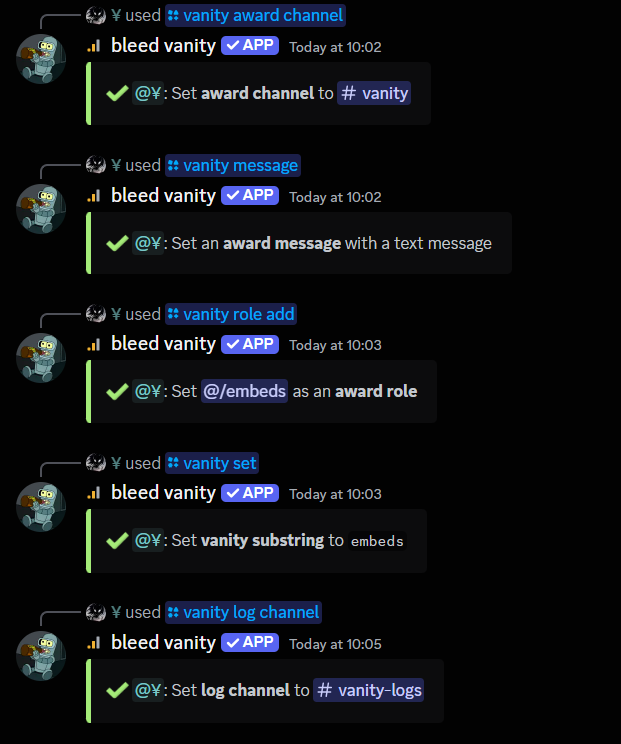 ¥ used vanity award channel
bleed vanity ✓ APP Today at 10:02
@¥: Set award channel to # vanity
¥ used vanity message
bleed vanity ✓ APP Today at 10:02
@¥: Set an award message with a text message
¥ used vanity role add
bleed vanity ✓ APP Today at 10:03
@¥: Set @/embeds as an award role
¥ used vanity set
bleed vanity ✓ APP Today at 10:03
@¥: Set vanity substring to embeds
¥ used vanity log channel
bleed vanity ✓ APP Today at 10:05
@¥: Set log channel to # vanity-logs